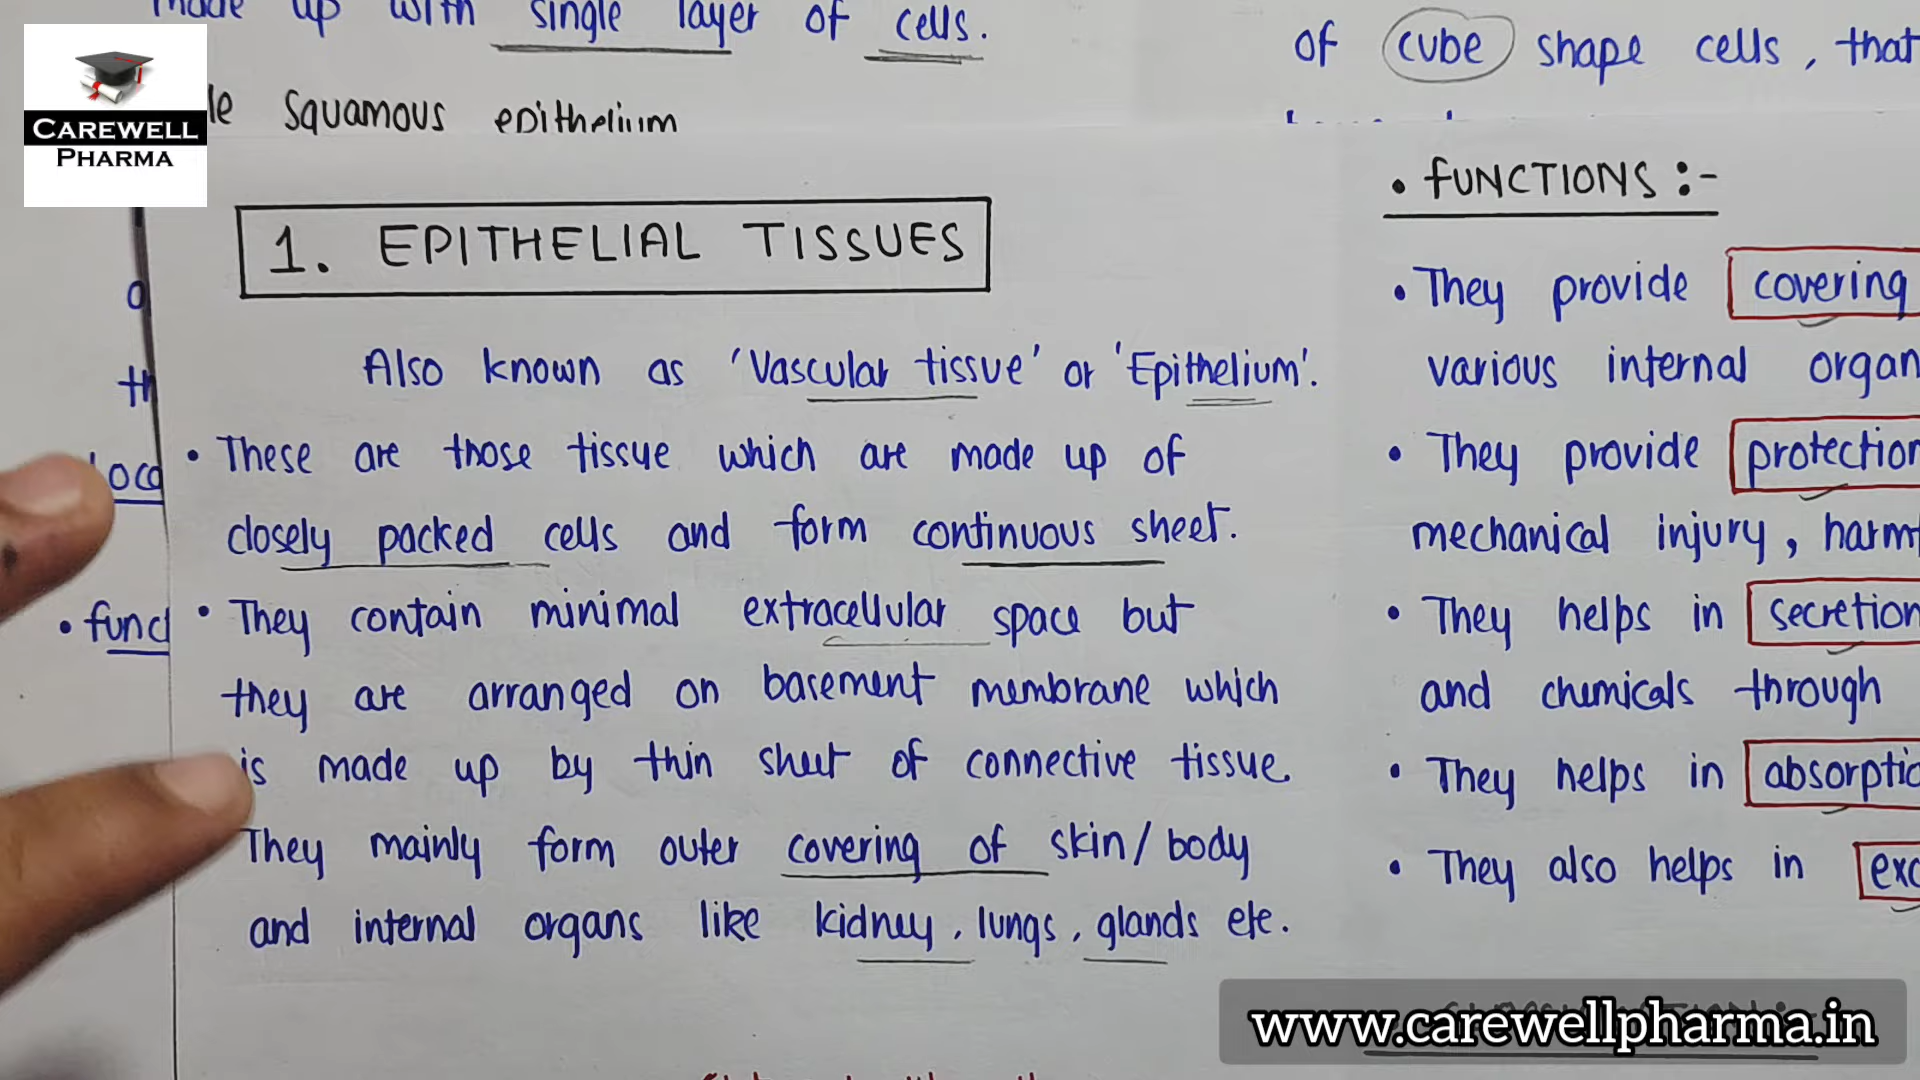 made up with single layer of cells.
squamous epithelium
CAREWELL
PHARMA
1. EPITHELIAL TISSUES
Also known as 'Vascular tissue' or 'Epithelium'.
• These are those tissue which are made up of
closely packed cells and form continuous sheet.
• They contain minimal extracellular space but
they are arranged on basement membrane which
is made up by thin sheet of connective tissue.
They mainly form outer covering of skin/body
and internal organs like kidney, lungs, glands etc.
• func
of cube shape cells, that
• FUNCTIONS :-
• They provide covering
various internal organ
• They provide protection
mechanical injury, harmf
• They helps in secretion
and chemicals through
• They helps in absorptio
• They also helps in exc
www.carewellpharma.in